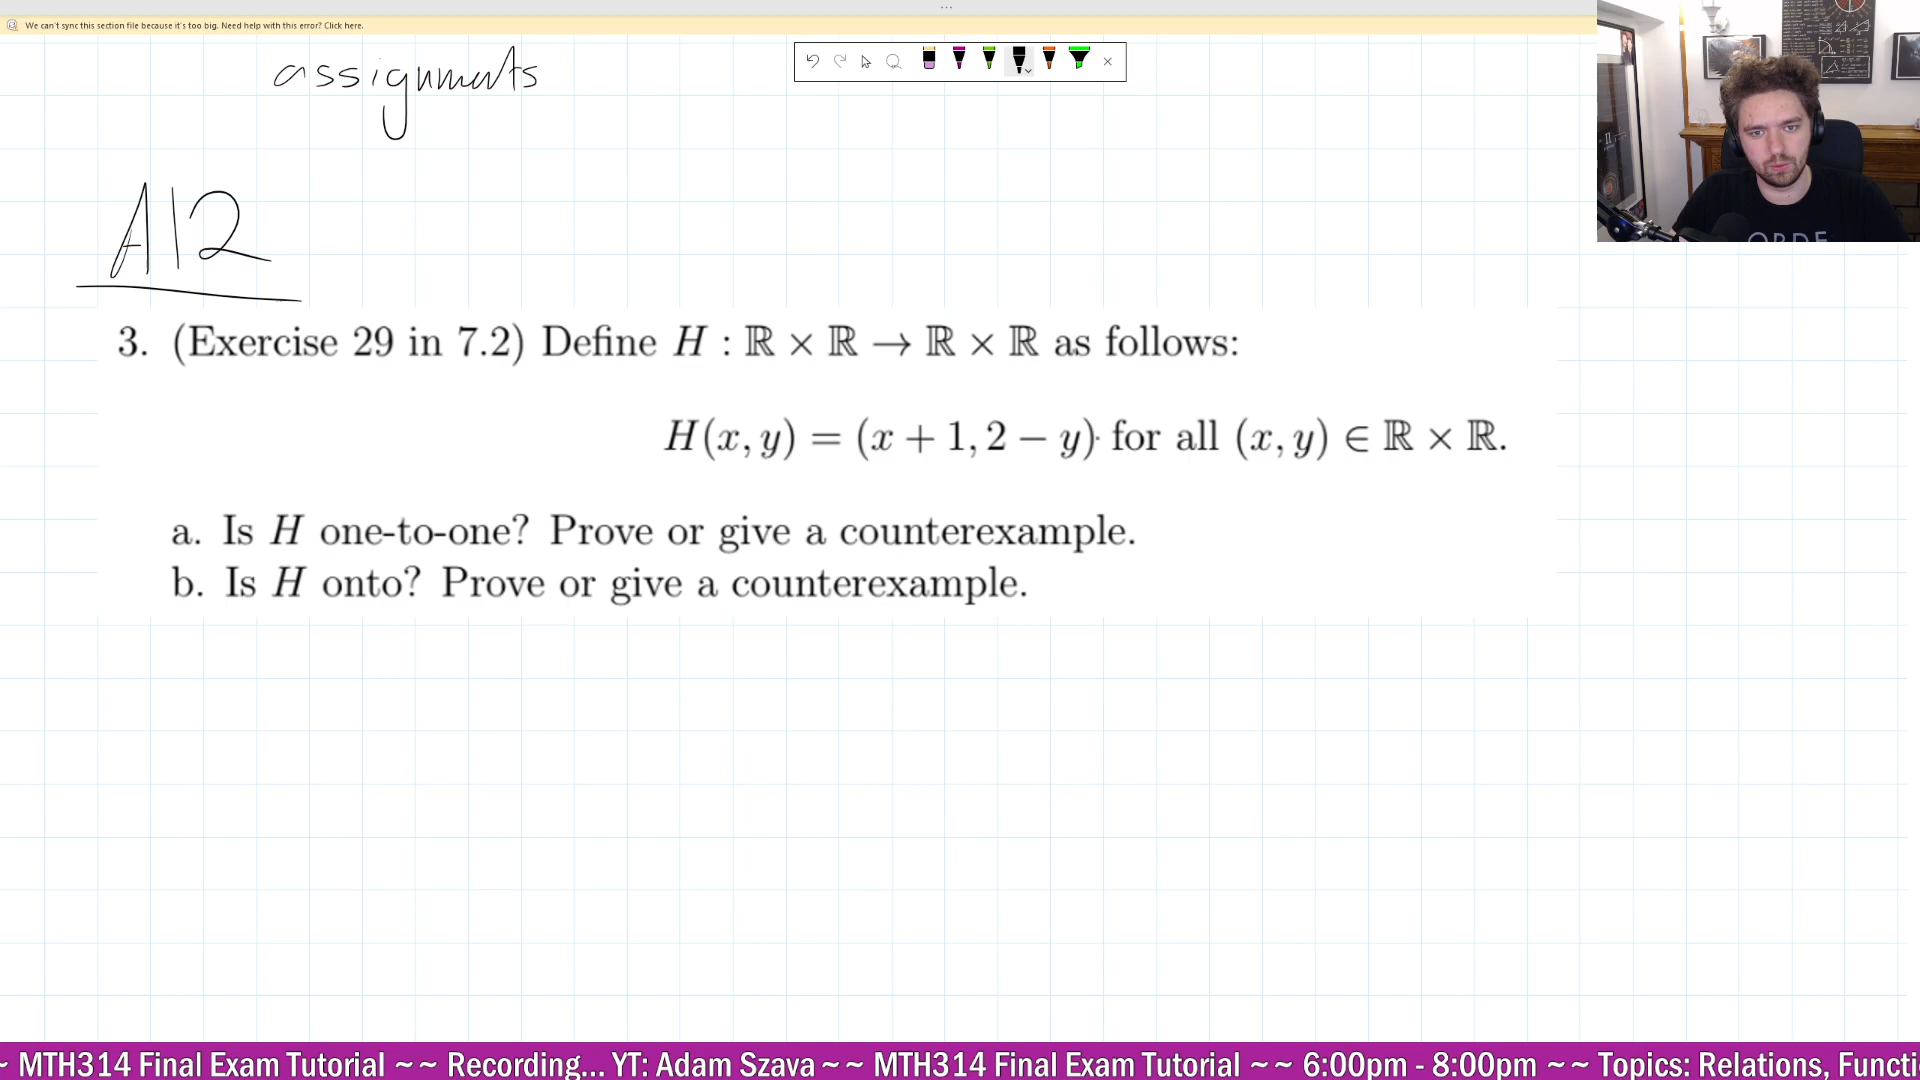 We can't sync this section file because it's too big. Need help with this error? Click here.
assignments
A12
3. (Exercise 29 in 7.2) Define H : ℝ × ℝ → ℝ × ℝ as follows:
H(x, y) = (x + 1, 2 − y) for all (x, y) ∈ ℝ × ℝ.
a. Is H one-to-one? Prove or give a counterexample.
b. Is H onto? Prove or give a counterexample.
~ MTH314 Final Exam Tutorial ~~ Recording... YT: Adam Szava ~~ MTH314 Final Exam Tutorial ~~ 6:00pm - 8:00pm ~~ Topics: Relations, Functi